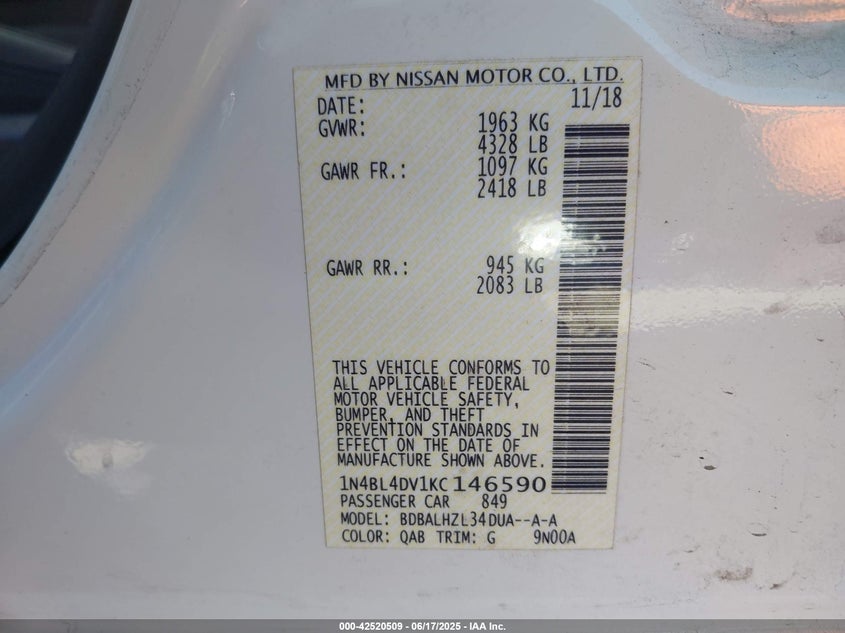 MFD BY NISSAN MOTOR CO., LTD.
DATE: 11/18
GVWR: 1963 KG
4328 LB
GAWR FR.: 1097 KG
2418 LB
GAWR RR.: 945 KG
2083 LB
THIS VEHICLE CONFORMS TO
ALL APPLICABLE FEDERAL
MOTOR VEHICLE SAFETY,
BUMPER, AND THEFT
PREVENTION STANDARDS IN
EFFECT ON THE DATE OF
MANUFACTURE SHOWN ABOVE.
1N4BL4DV1KC146590
PASSENGER CAR 849
MODEL: BDBALHZL34DUA--A-A
COLOR: QAB TRIM: G 9N00A
000-42520509 - 06/17/2025 - IAA Inc.